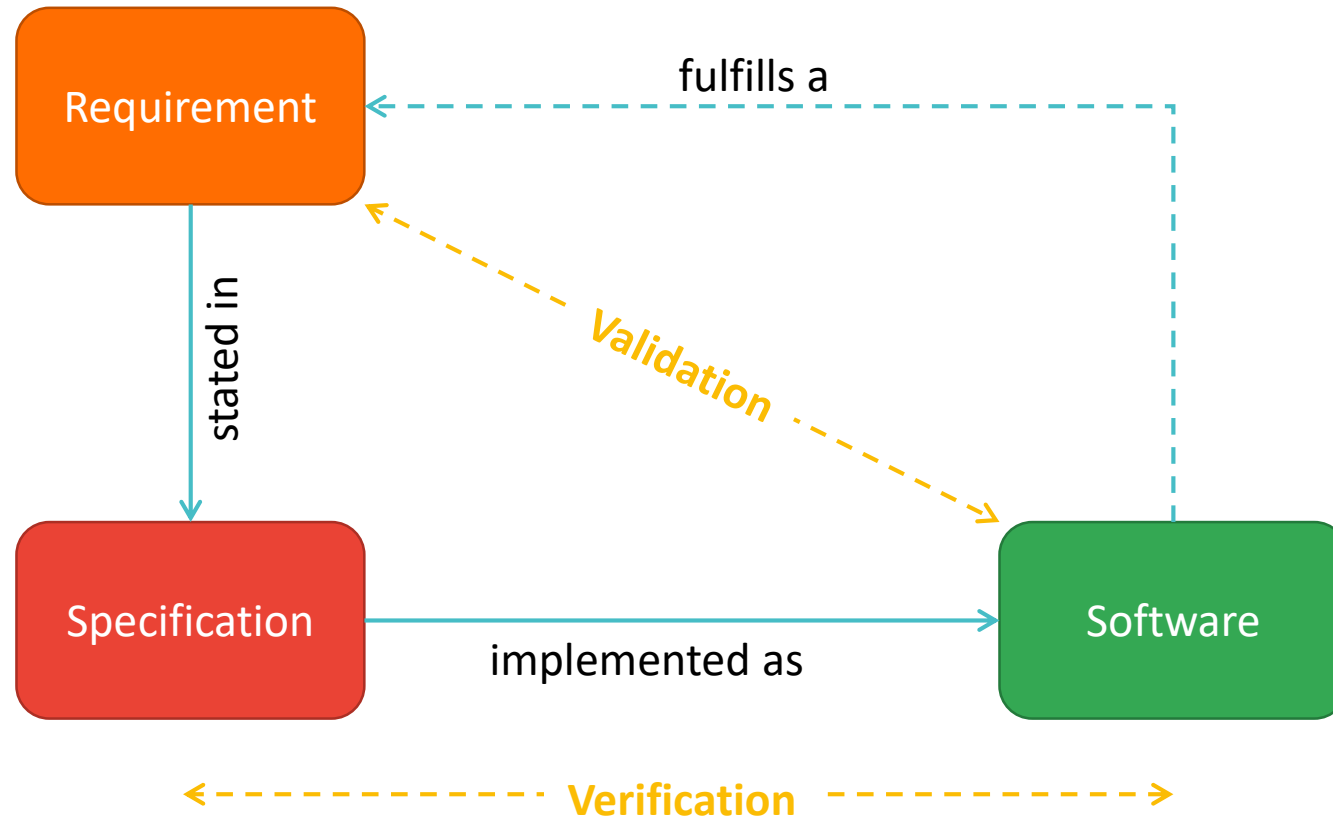 fulfills a
Requirement
stated in
Validation
Specification
implemented as
Software
Verification